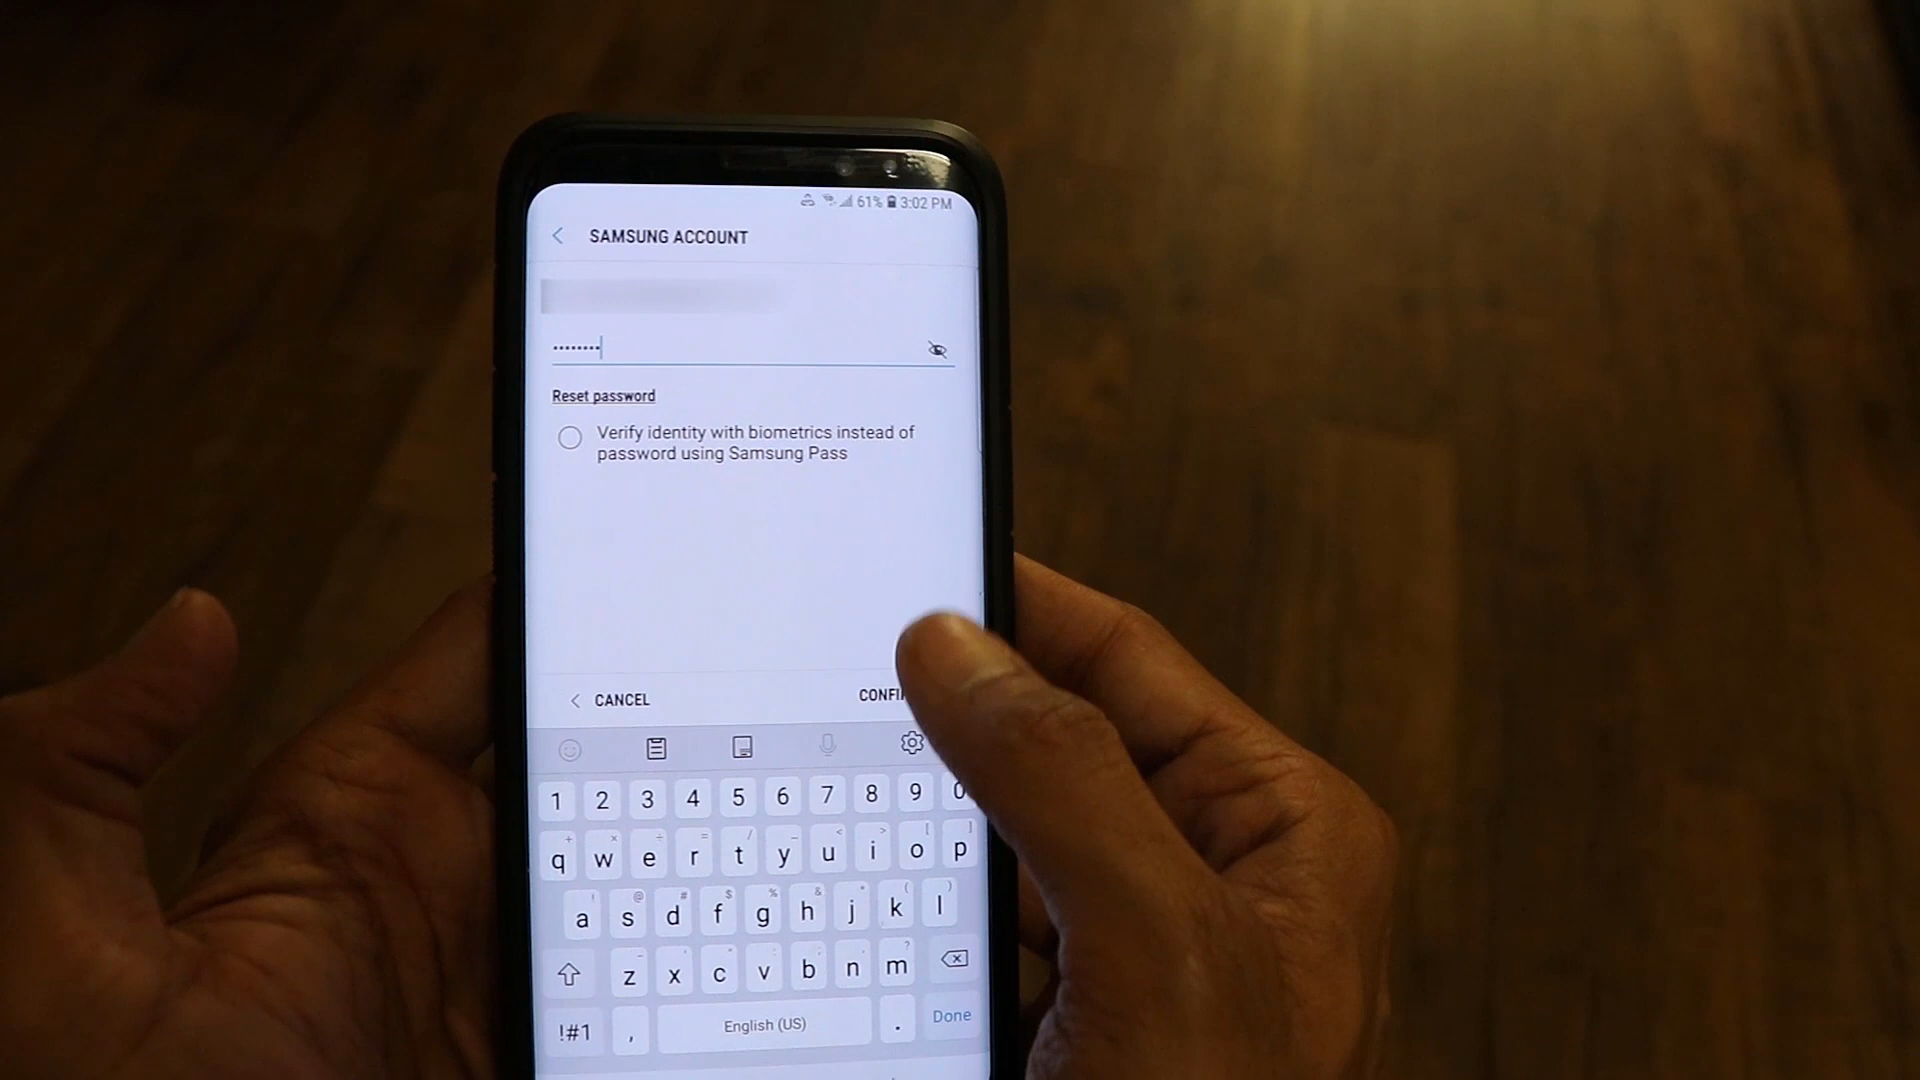 61% 3:02 PM
SAMSUNG ACCOUNT
Reset password
Verify identity with biometrics instead of
password using Samsung Pass
CANCEL
CONFI
1 2 3 4 5 6 7 8 9 0
q w e r t y u i o p
a s d f g h j k l
z x c v b n m
!#1 , English (US) . Done